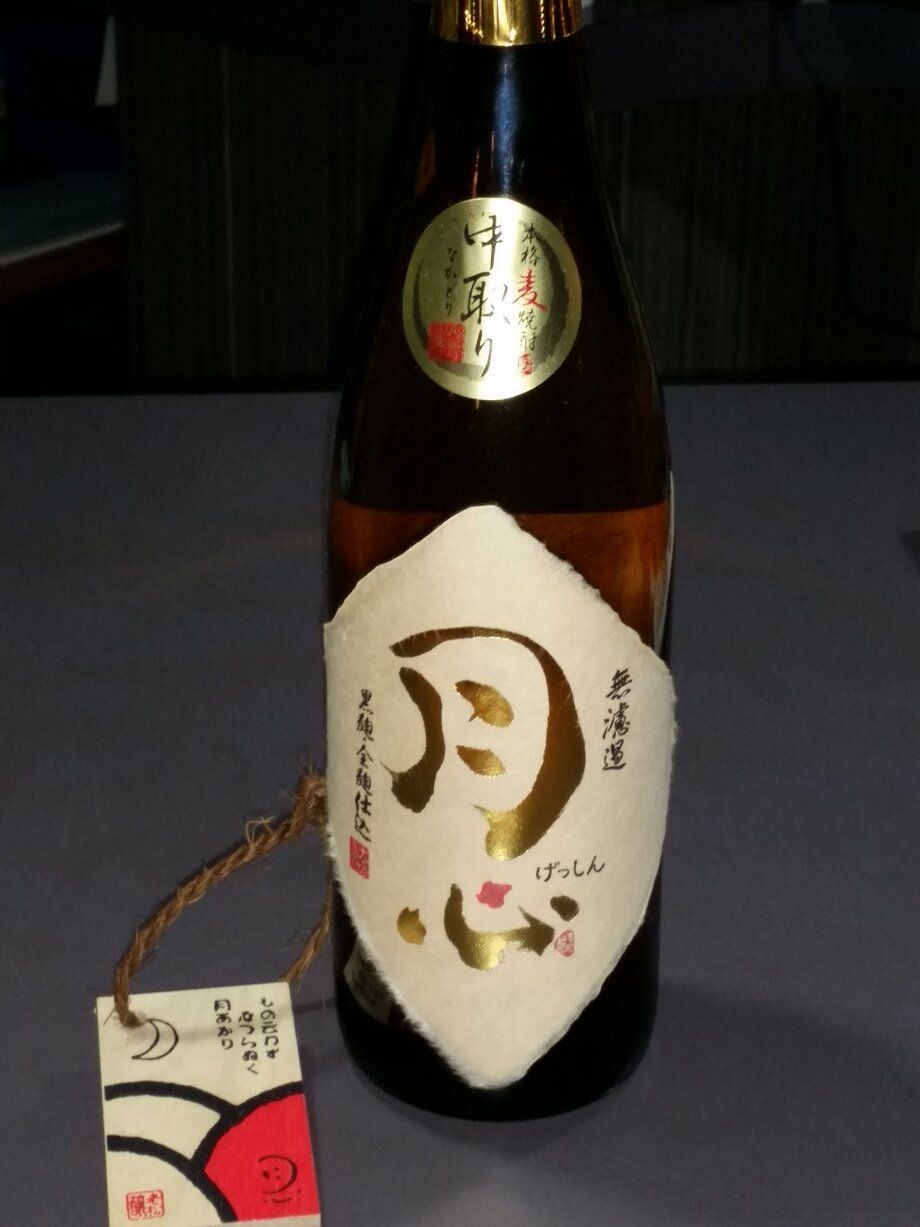 本格麦焼酎
中取り
なかどり
無濾過
月心
げっしん
黒麹・全麹仕込
もの云わず
心つらぬく
月あかり
老松